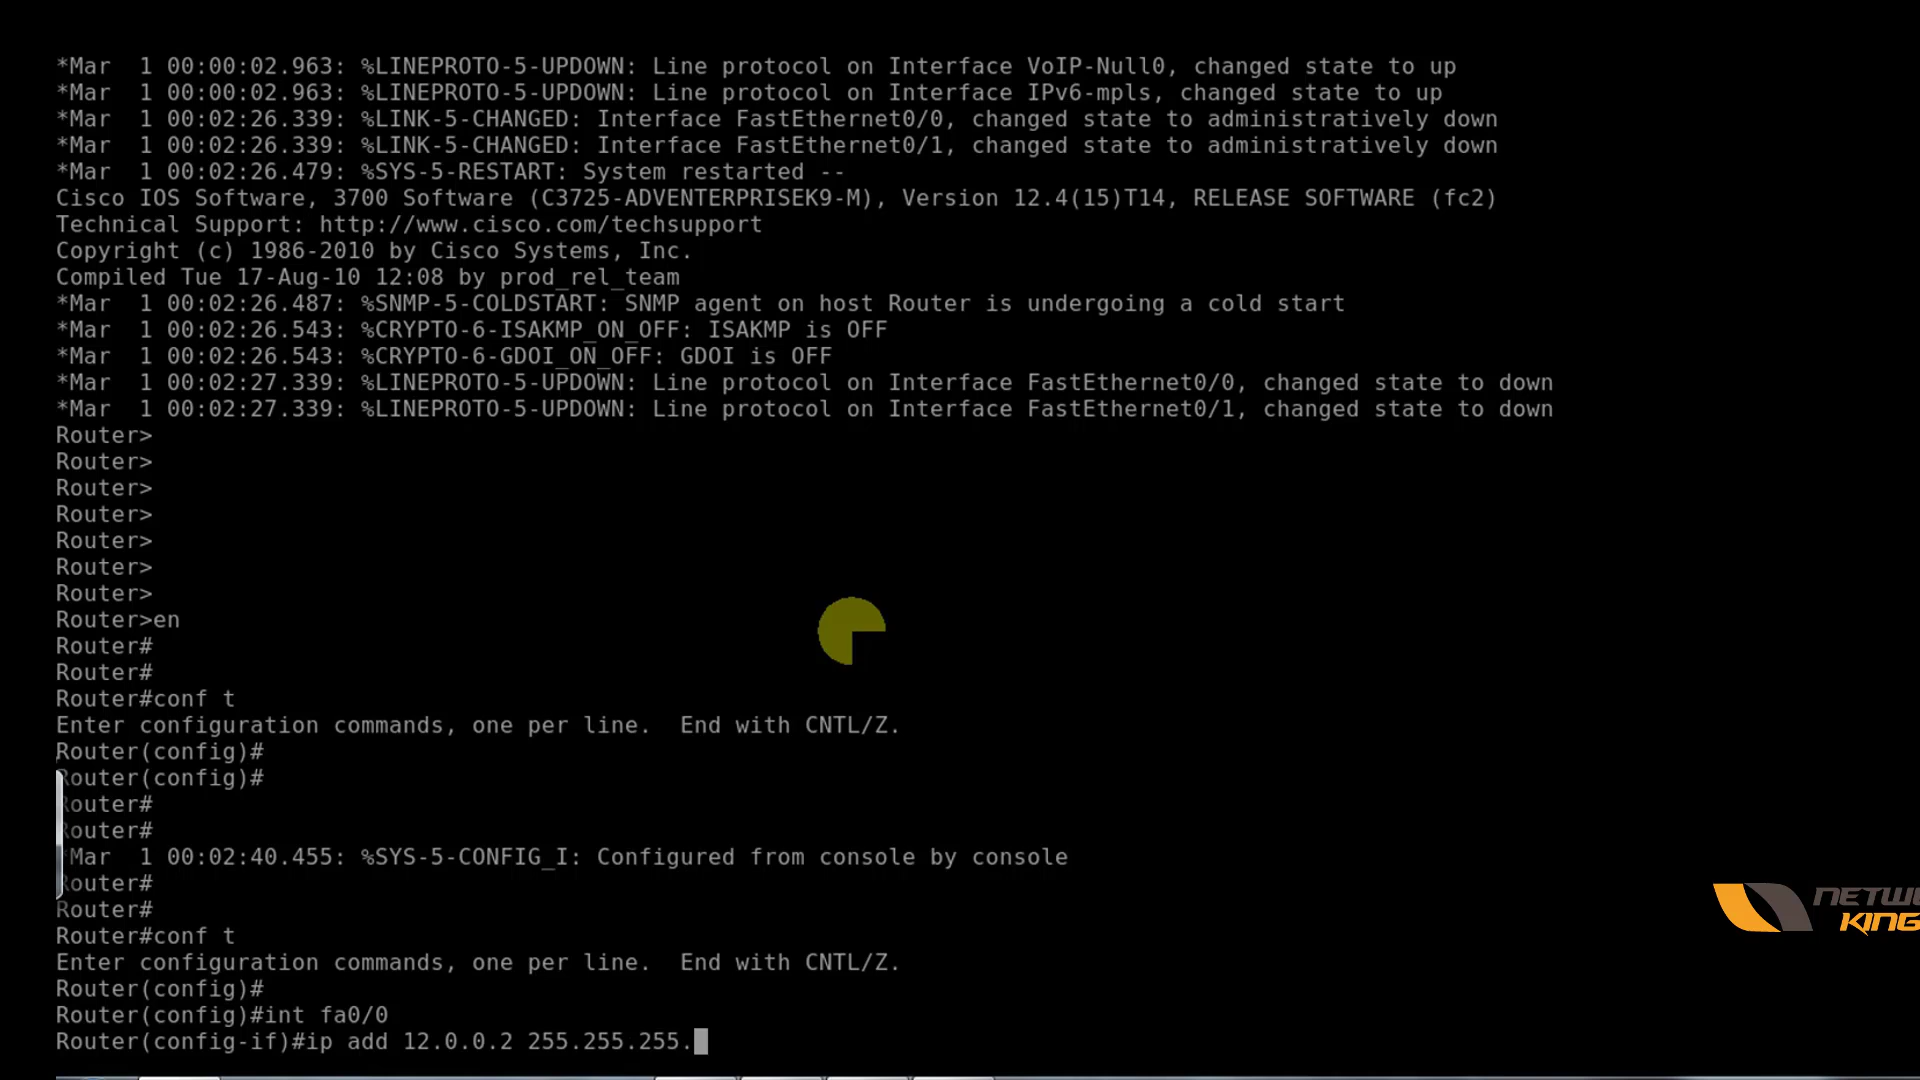 *Mar  1 00:00:02.963: %LINEPROTO-5-UPDOWN: Line protocol on Interface VoIP-Null0, changed state to up
*Mar  1 00:00:02.963: %LINEPROTO-5-UPDOWN: Line protocol on Interface IPv6-mpls, changed state to up
*Mar  1 00:02:26.339: %LINK-5-CHANGED: Interface FastEthernet0/0, changed state to administratively down
*Mar  1 00:02:26.339: %LINK-5-CHANGED: Interface FastEthernet0/1, changed state to administratively down
*Mar  1 00:02:26.479: %SYS-5-RESTART: System restarted --
Cisco IOS Software, 3700 Software (C3725-ADVENTERPRISEK9-M), Version 12.4(15)T14, RELEASE SOFTWARE (fc2)
Technical Support: http://www.cisco.com/techsupport
Copyright (c) 1986-2010 by Cisco Systems, Inc.
Compiled Tue 17-Aug-10 12:08 by prod_rel_team
*Mar  1 00:02:26.487: %SNMP-5-COLDSTART: SNMP agent on host Router is undergoing a cold start
*Mar  1 00:02:26.543: %CRYPTO-6-ISAKMP_ON_OFF: ISAKMP is OFF
*Mar  1 00:02:26.543: %CRYPTO-6-GDOI_ON_OFF: GDOI is OFF
*Mar  1 00:02:27.339: %LINEPROTO-5-UPDOWN: Line protocol on Interface FastEthernet0/0, changed state to down
*Mar  1 00:02:27.339: %LINEPROTO-5-UPDOWN: Line protocol on Interface FastEthernet0/1, changed state to down
Router>
Router>
Router>
Router>
Router>
Router>
Router>
Router>en
Router#
Router#
Router#conf t
Enter configuration commands, one per line.  End with CNTL/Z.
Router(config)#
Router(config)#
Router#
Router#
*Mar  1 00:02:40.455: %SYS-5-CONFIG_I: Configured from console by console
Router#
Router#
Router#conf t
Enter configuration commands, one per line.  End with CNTL/Z.
Router(config)#
Router(config)#int fa0/0
Router(config-if)#ip add 12.0.0.2 255.255.255.
NETWO
KING